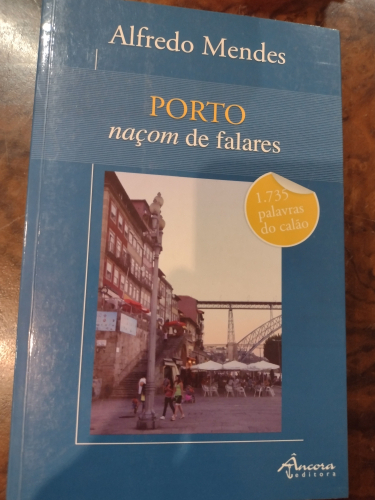 Alfredo Mendes
PORTO
naçom de falares
1.735
palavras
do calão
Âncora
editora